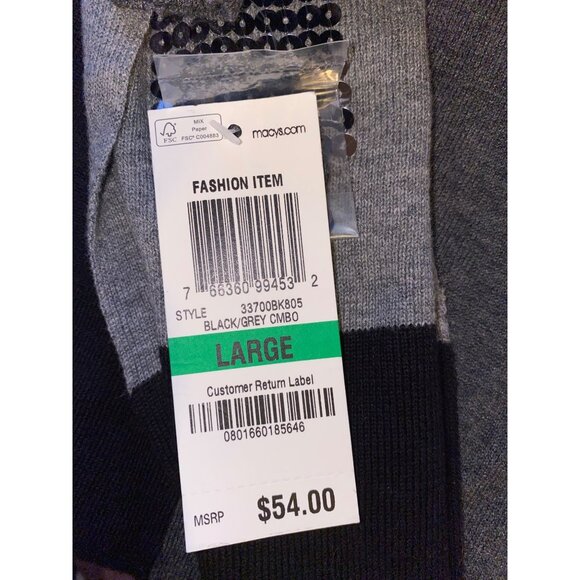 FSC
MIX
Paper
FSC® C004883
macys.com
FASHION ITEM
7 66360 99453 2
STYLE 33700BK805
BLACK/GREY CMBO
LARGE
Customer Return Label
0801660185646
MSRP $54.00